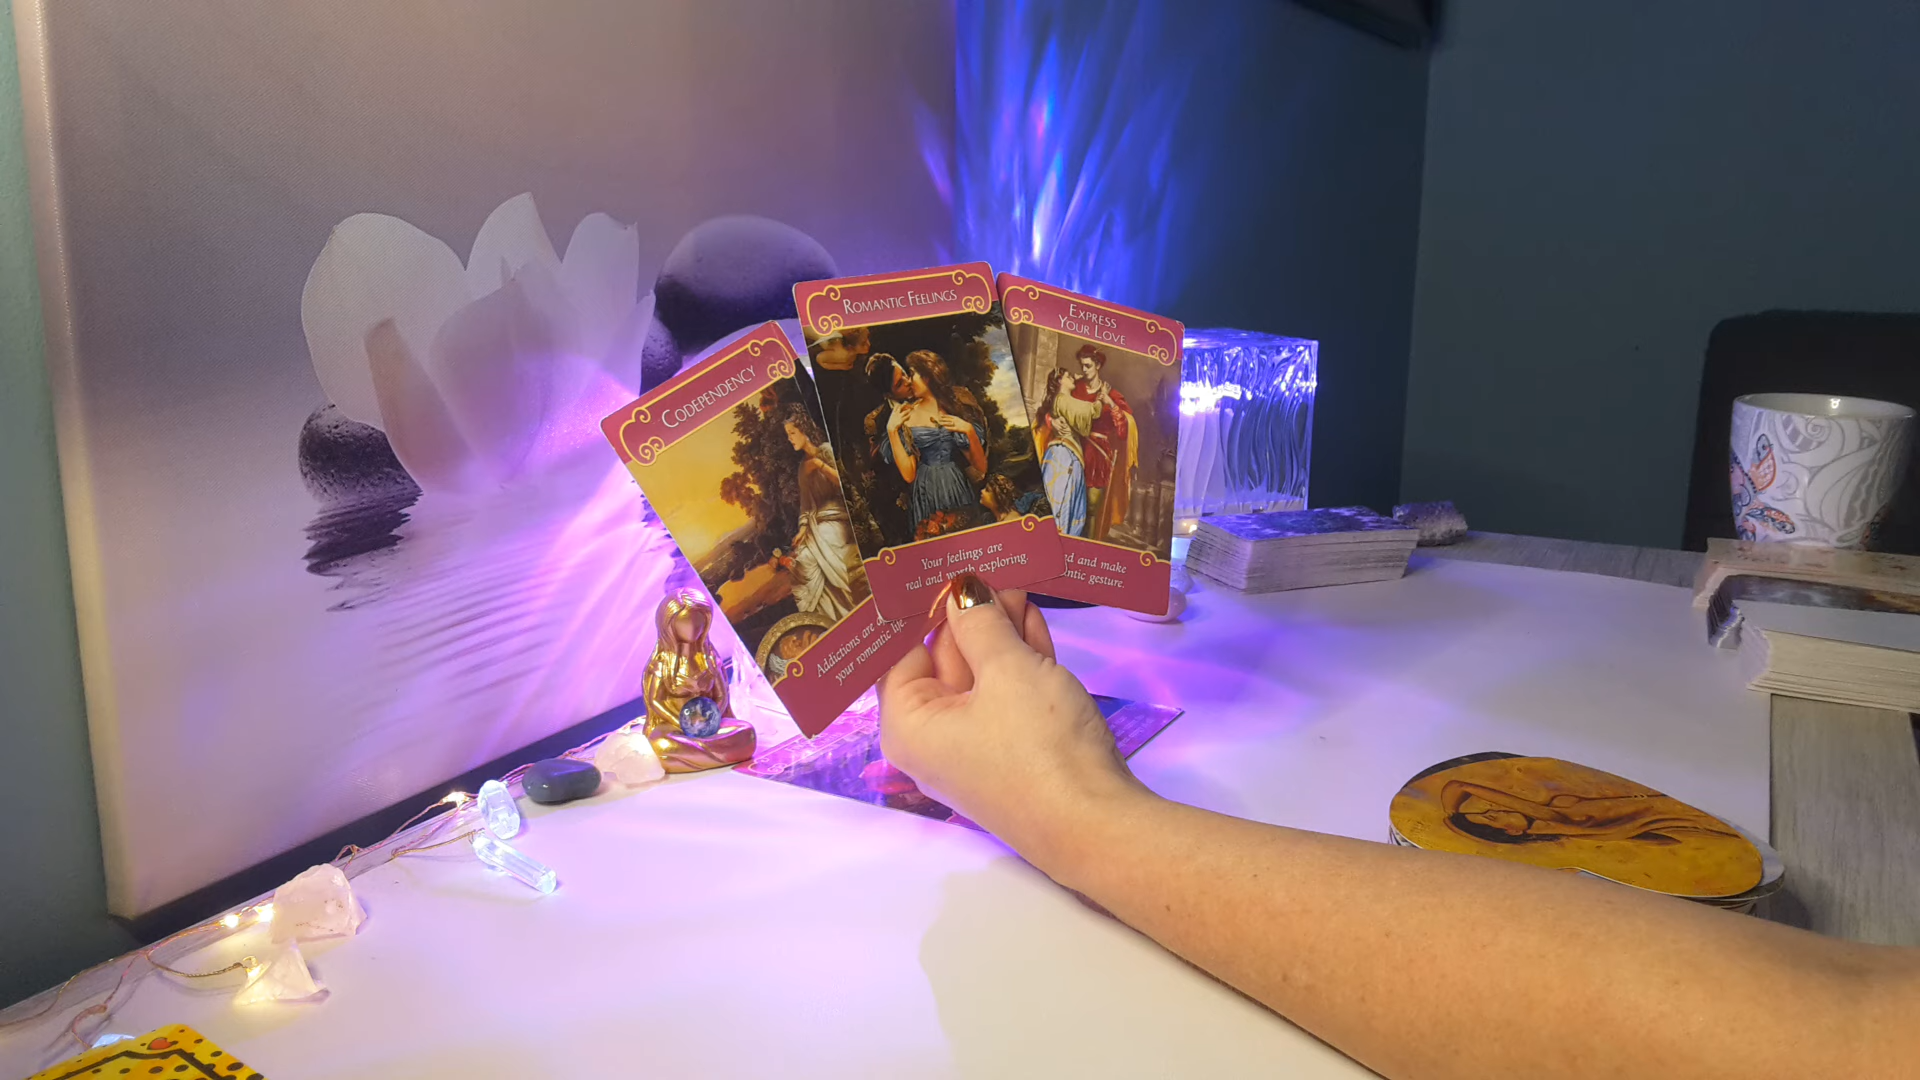 CODEPENDENCY
Addictions are
your romantic life.
ROMANTIC FEELINGS
Your feelings are
real and worth exploring.
EXPRESS
YOUR LOVE
and make
gesture.